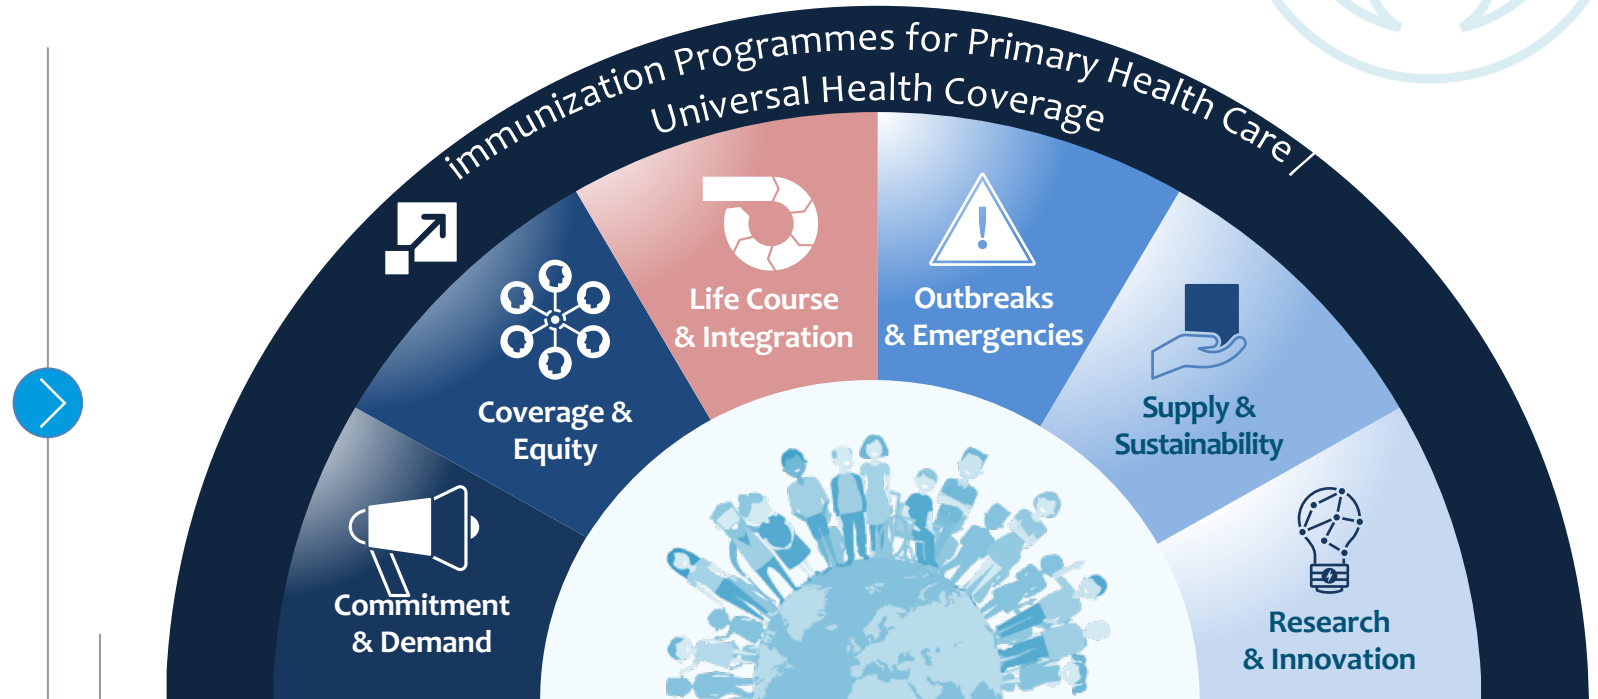 immunization Programmes for Primary Health Care /
Universal Health Coverage
Life Course
& Integration
Outbreaks
& Emergencies
Coverage &
Equity
Supply &
Sustainability
Commitment
& Demand
Research
& Innovation